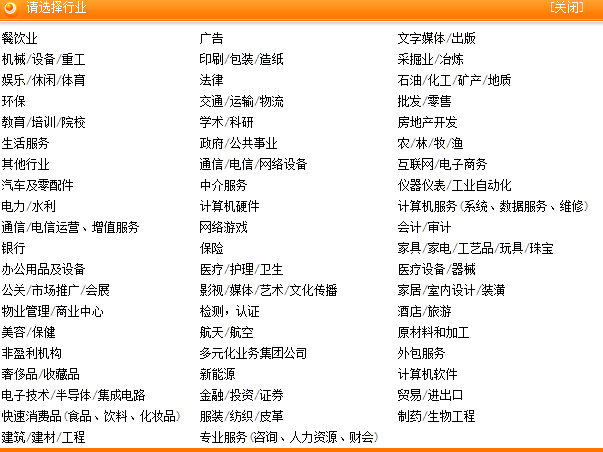 请选择行业 [关闭]
餐饮业 广告 文字媒体/出版
机械/设备/重工 印刷/包装/造纸 采掘业/冶炼
娱乐/休闲/体育 法律 石油/化工/矿产/地质
环保 交通/运输/物流 批发/零售
教育/培训/院校 学术/科研 房地产开发
生活服务 政府/公共事业 农/林/牧/渔
其他行业 通信/电信/网络设备 互联网/电子商务
汽车及零配件 中介服务 仪器仪表/工业自动化
电力/水利 计算机硬件 计算机服务(系统、数据服务、维修)
通信/电信运营、增值服务 网络游戏 会计/审计
银行 保险 家具/家电/工艺品/玩具/珠宝
办公用品及设备 医疗/护理/卫生 医疗设备/器械
公关/市场推广/会展 影视/媒体/艺术/文化传播 家居/室内设计/装潢
物业管理/商业中心 检测，认证 酒店/旅游
美容/保健 航天/航空 原材料和加工
非盈利机构 多元化业务集团公司 外包服务
奢侈品/收藏品 新能源 计算机软件
电子技术/半导体/集成电路 金融/投资/证券 贸易/进出口
快速消费品(食品、饮料、化妆品) 服装/纺织/皮革 制药/生物工程
建筑/建材/工程 专业服务(咨询、人力资源、财会)